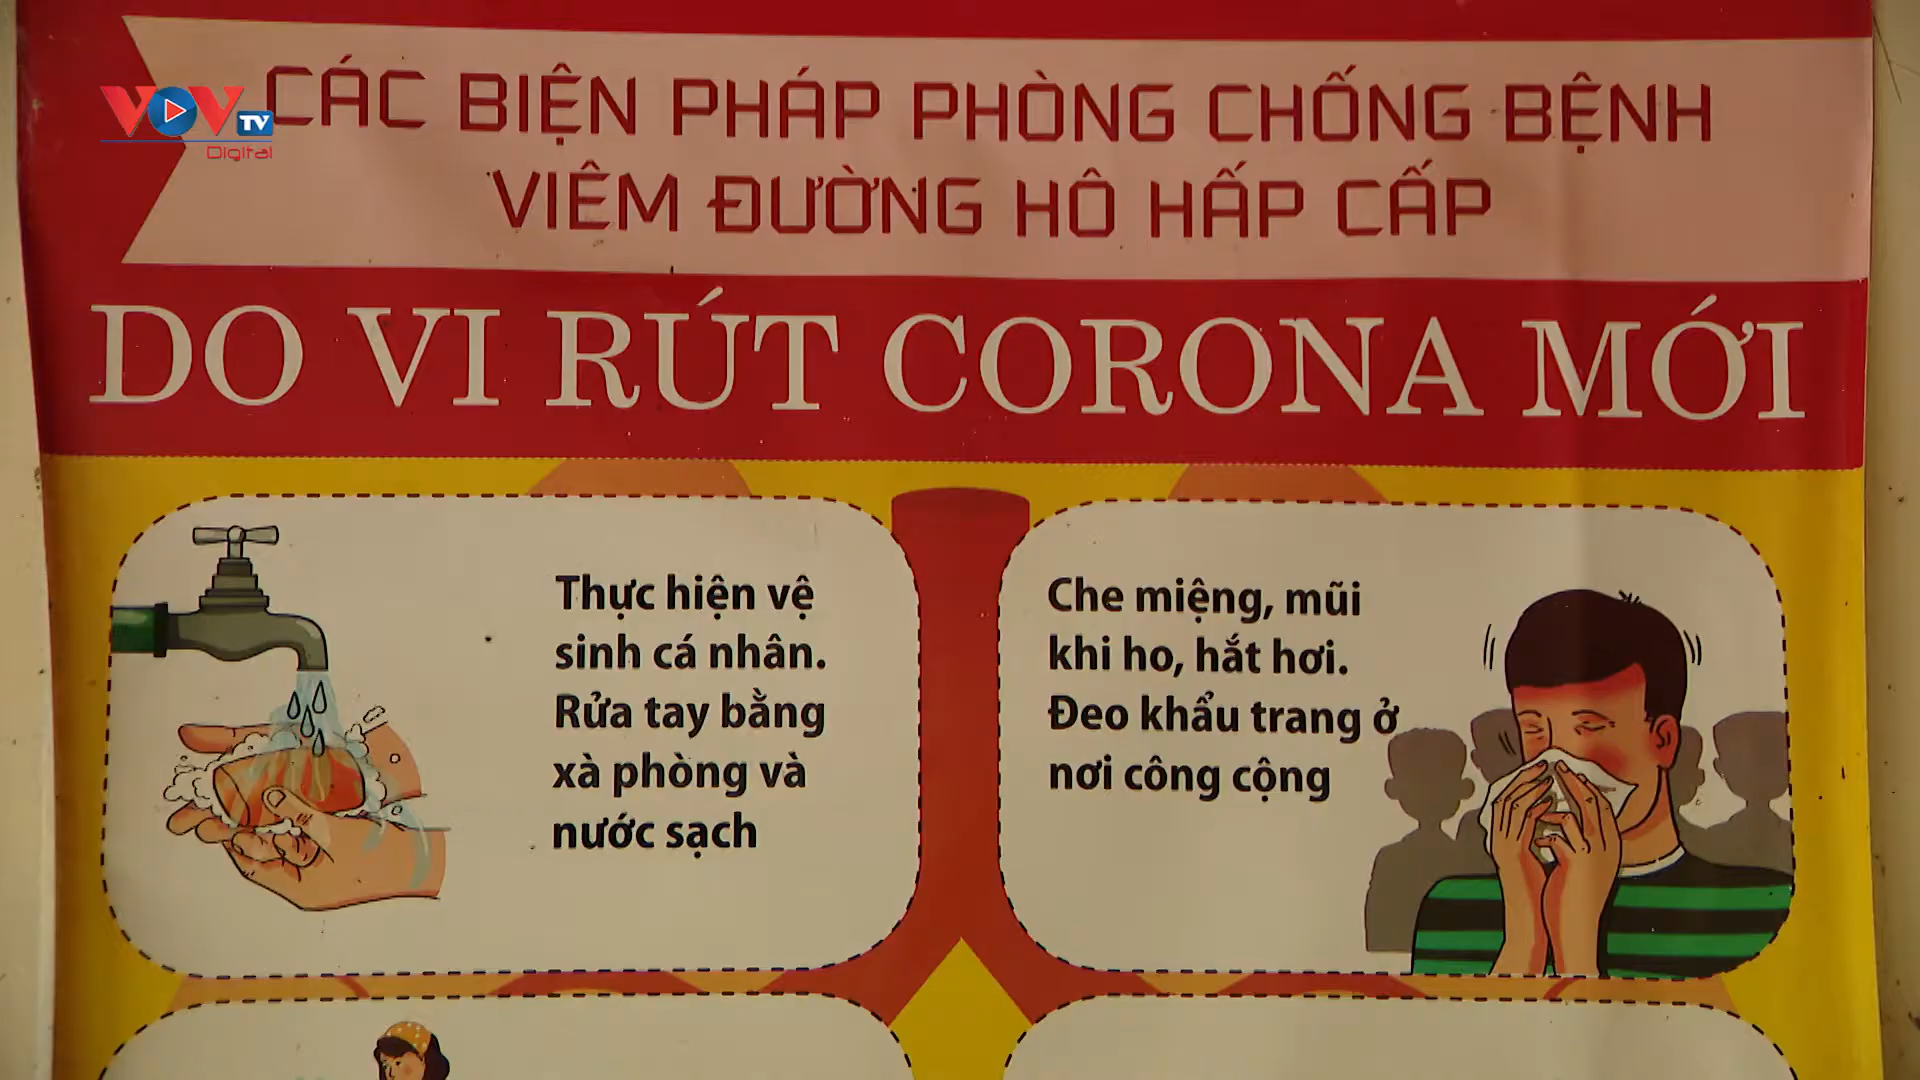 VOV TV
Digital
CÁC BIỆN PHÁP PHÒNG CHỐNG BỆNH
VIÊM ĐƯỜNG HÔ HẤP CẤP
DO VI RÚT CORONA MỚI
Thực hiện vệ
sinh cá nhân.
Rửa tay bằng
xà phòng và
nước sạch
Che miệng, mũi
khi ho, hắt hơi.
Đeo khẩu trang ở
nơi công cộng